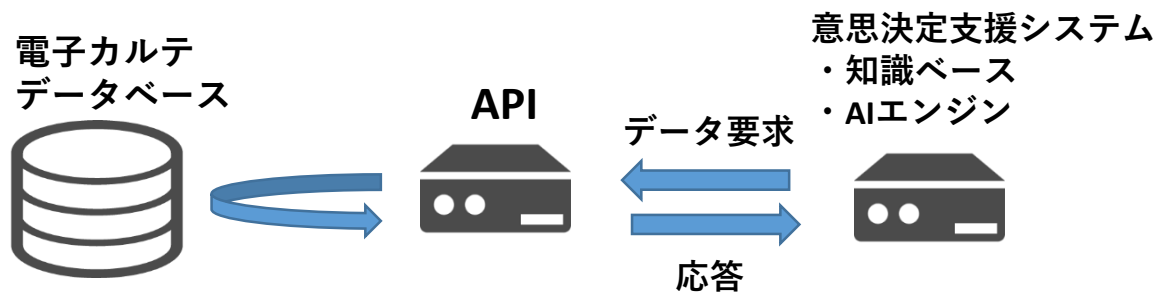 電子カルテ
データベース
API
データ要求
応答
意思決定支援システム
・知識ベース
・AIエンジン